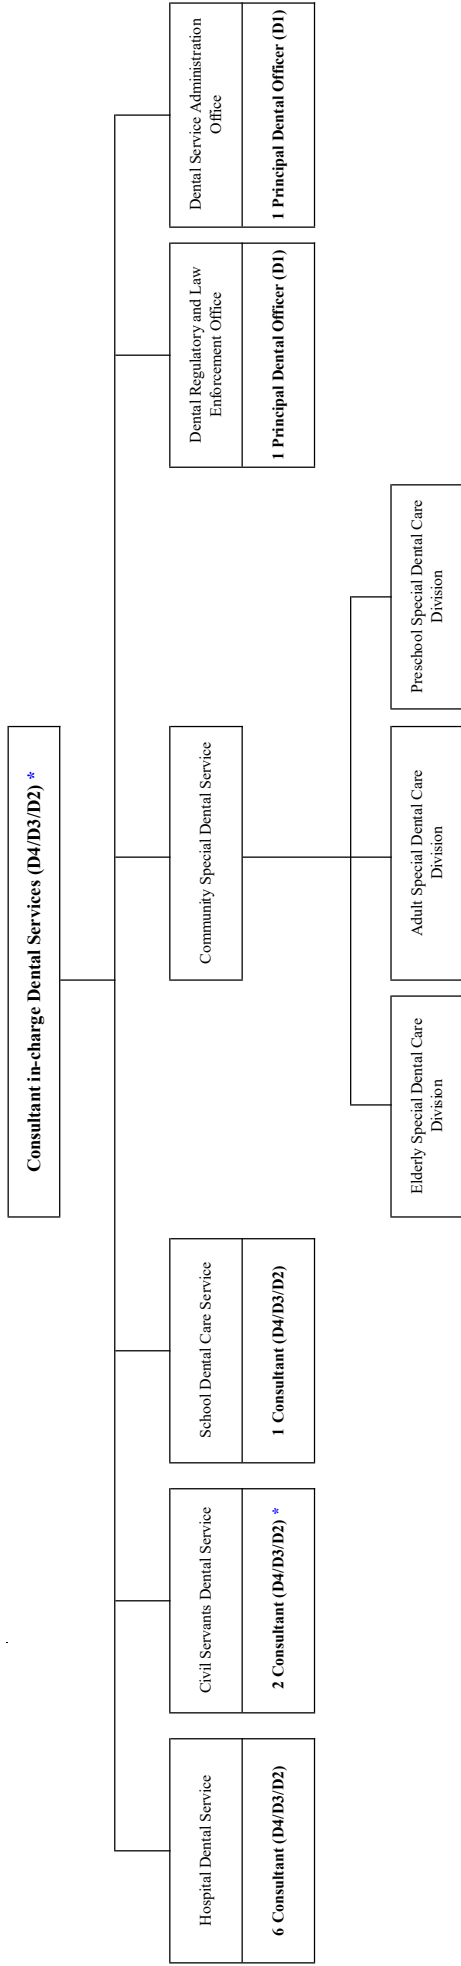 Consultant in-charge Dental Services (D4/D3/D2) *
Hospital Dental Service
6 Consultant (D4/D3/D2)
Civil Servants Dental Service
2 Consultant (D4/D3/D2) *
School Dental Care Service
1 Consultant (D4/D3/D2)
Community Special Dental Service
Dental Regulatory and Law
Enforcement Office
1 Principal Dental Officer (D1)
Dental Service Administration
Office
1 Principal Dental Officer (D1)
Elderly Special Dental Care
Division
Adult Special Dental Care
Division
Preschool Special Dental Care
Division